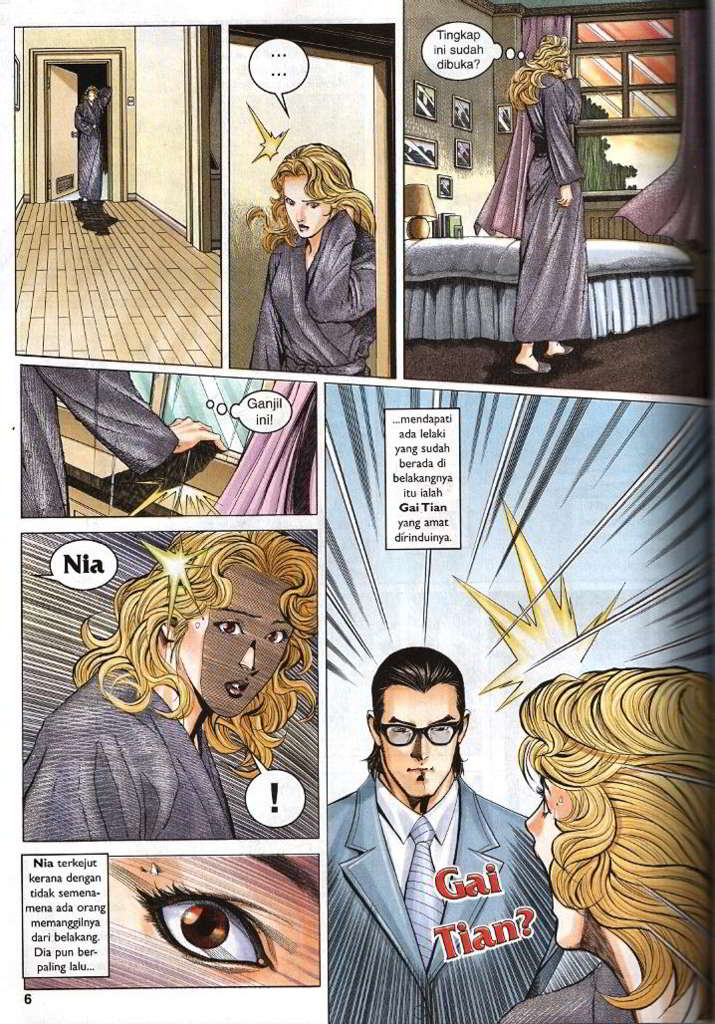 ...
...
Tingkap
ini sudah
dibuka?
Ganjil
ini!
Nia
!
Nia terkejut
kerana dengan
tidak semena-
mena ada orang
memanggilnya
dari belakang.
Dia pun ber-
paling lalu...
...mendapati
ada lelaki
yang sudah
berada di
belakangnya
itu ialah
Gai Tian
yang amat
dirinduinya.
Gai
Tian?
6